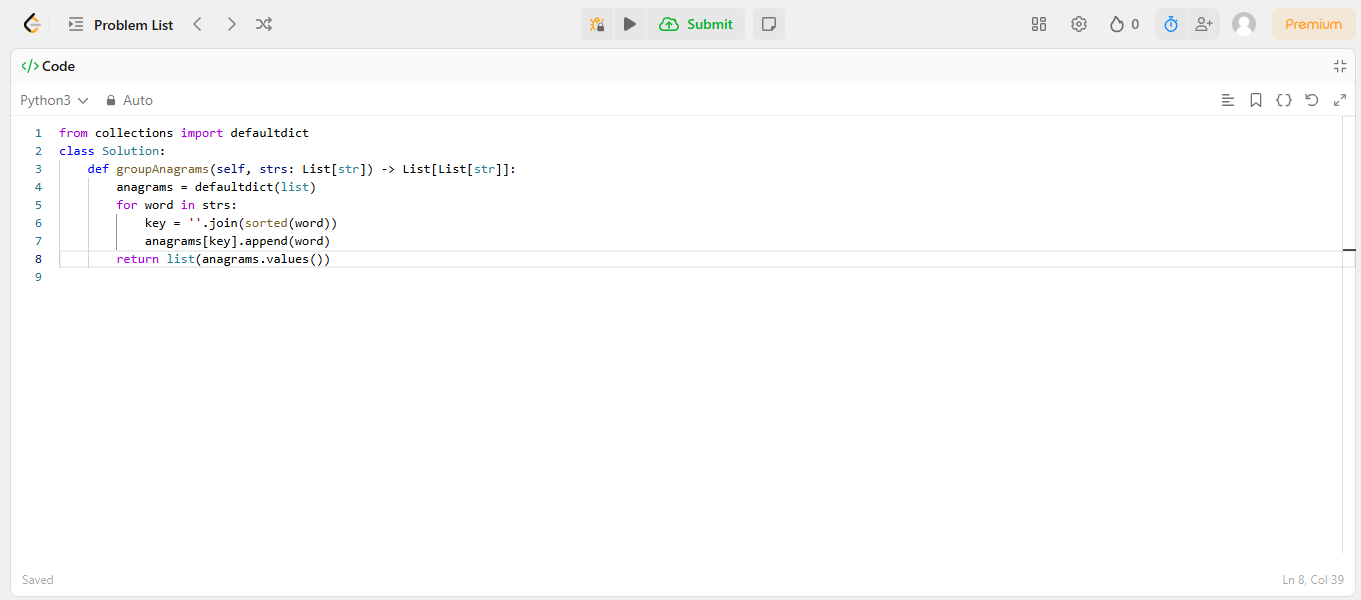 Problem List
Submit
0
Premium
</> Code
Python3
Auto
1 from collections import defaultdict
2 class Solution:
3     def groupAnagrams(self, strs: List[str]) -> List[List[str]]:
4         anagrams = defaultdict(list)
5         for word in strs:
6             key = ''.join(sorted(word))
7             anagrams[key].append(word)
8         return list(anagrams.values())
9
Saved
Ln 8, Col 39